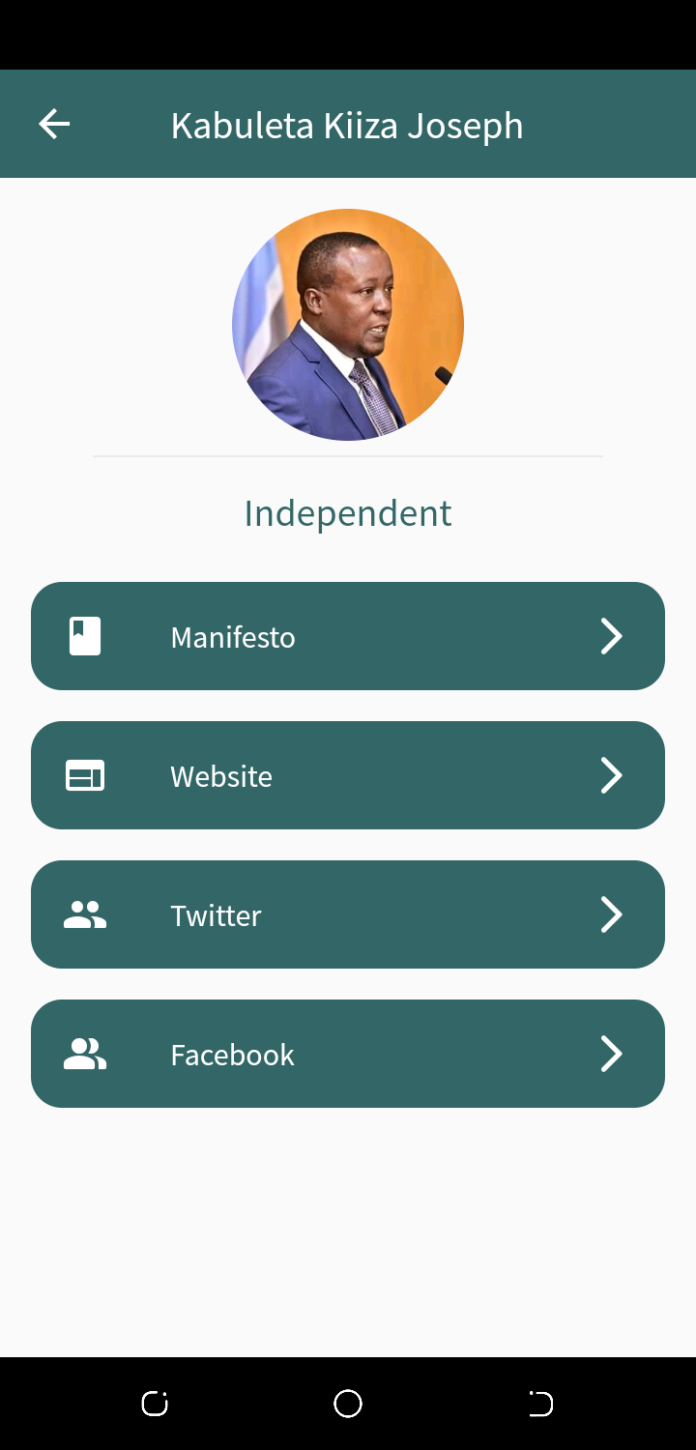 Kabuleta Kiiza Joseph
Independent
Manifesto
Website
Twitter
Facebook